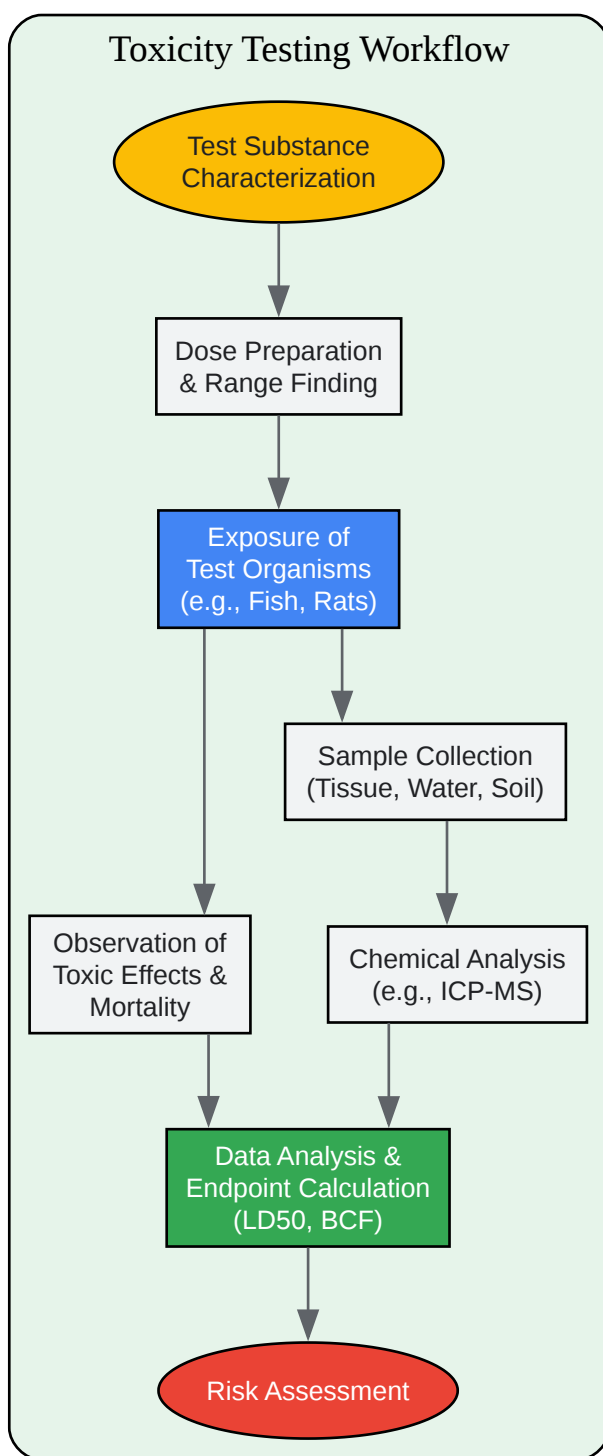 Toxicity Testing Workflow
Test Substance
Characterization
Dose Preparation
& Range Finding
Exposure of
Test Organisms
(e.g., Fish, Rats)
Sample Collection
(Tissue, Water, Soil)
Observation of
Toxic Effects &
Mortality
Chemical Analysis
(e.g., ICP-MS)
Data Analysis &
Endpoint Calculation
(LD50, BCF)
Risk Assessment